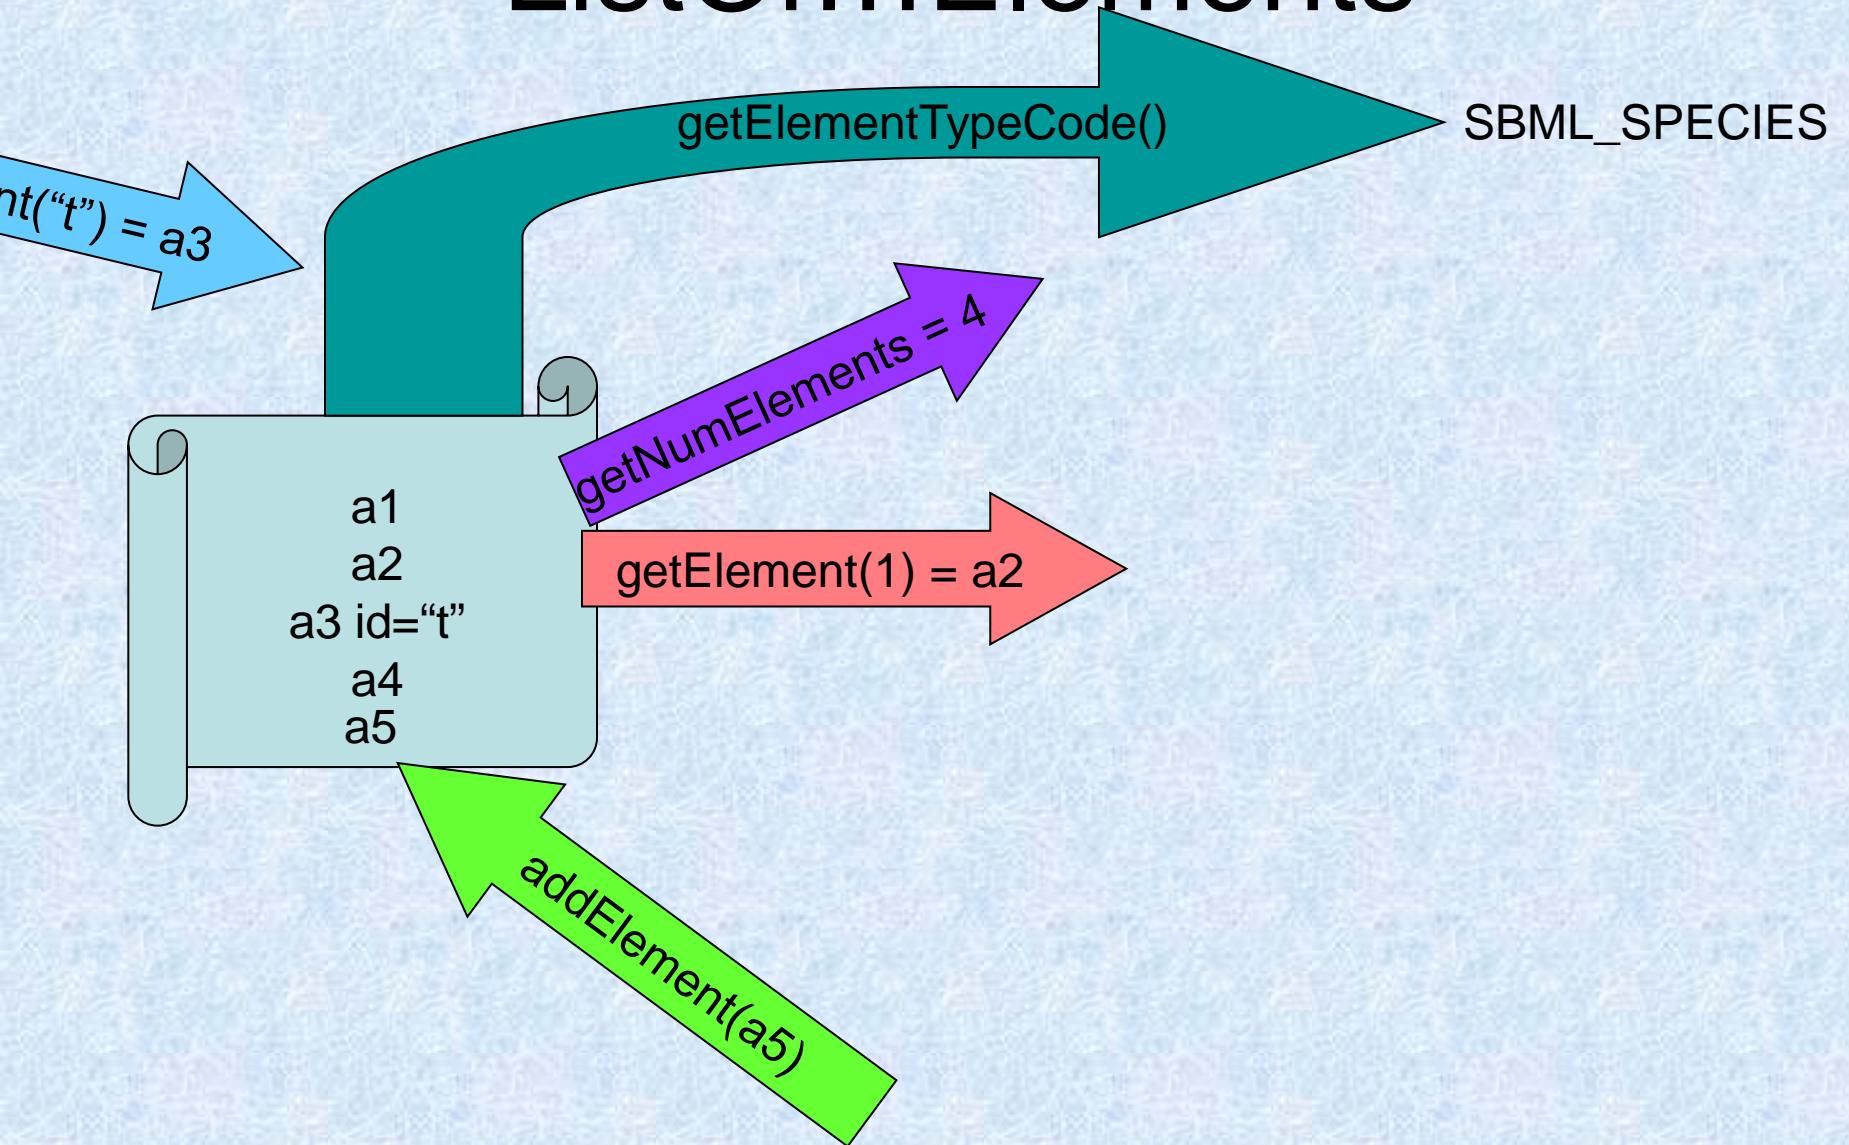 getElementTypeCode()
SBML_SPECIES
nt(“t”) = a3
getNumElements = 4
a1
a2
getElement(1) = a2
a3 id=“t”
a4
a5
addElement(a5)